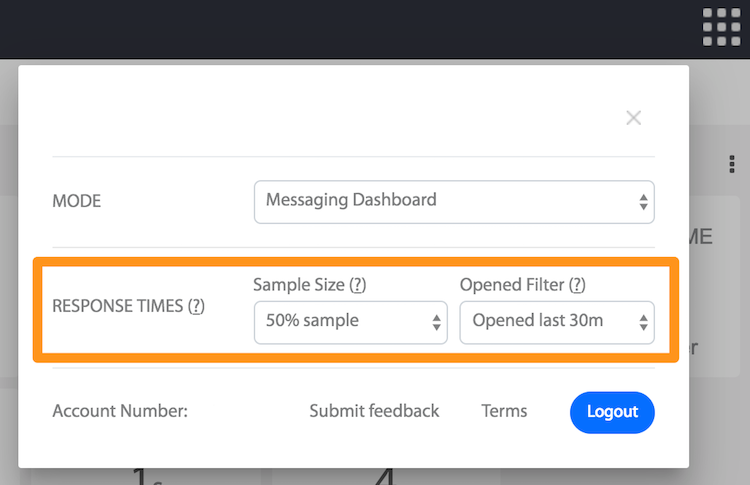 MODE
Messaging Dashboard
Sample Size (?)
Opened Filter (?)
RESPONSE TIMES (?)
50% sample
Opened last 30m
Account Number:
Submit feedback
Terms
Logout
4